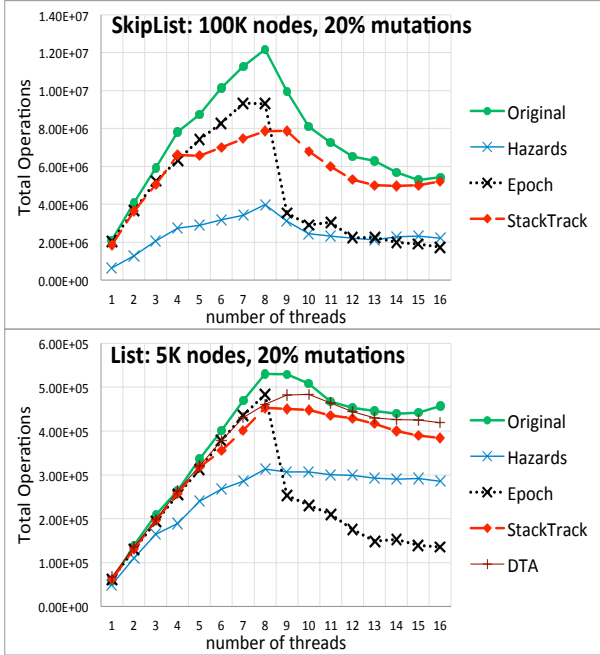 SkipList: 100K nodes, 20% mutations
Total Operations
1.40E+07
1.20E+07
1.00E+07
8.00E+06
6.00E+06
4.00E+06
2.00E+06
0.00E+00
1 2 3 4 5 6 7 8 9 10 11 12 13 14 15 16
number of threads
Original
Hazards
Epoch
StackTrack
List: 5K nodes, 20% mutations
Total Operations
6.00E+05
5.00E+05
4.00E+05
3.00E+05
2.00E+05
1.00E+05
0.00E+00
1 2 3 4 5 6 7 8 9 10 11 12 13 14 15 16
number of threads
Original
Hazards
Epoch
StackTrack
DTA